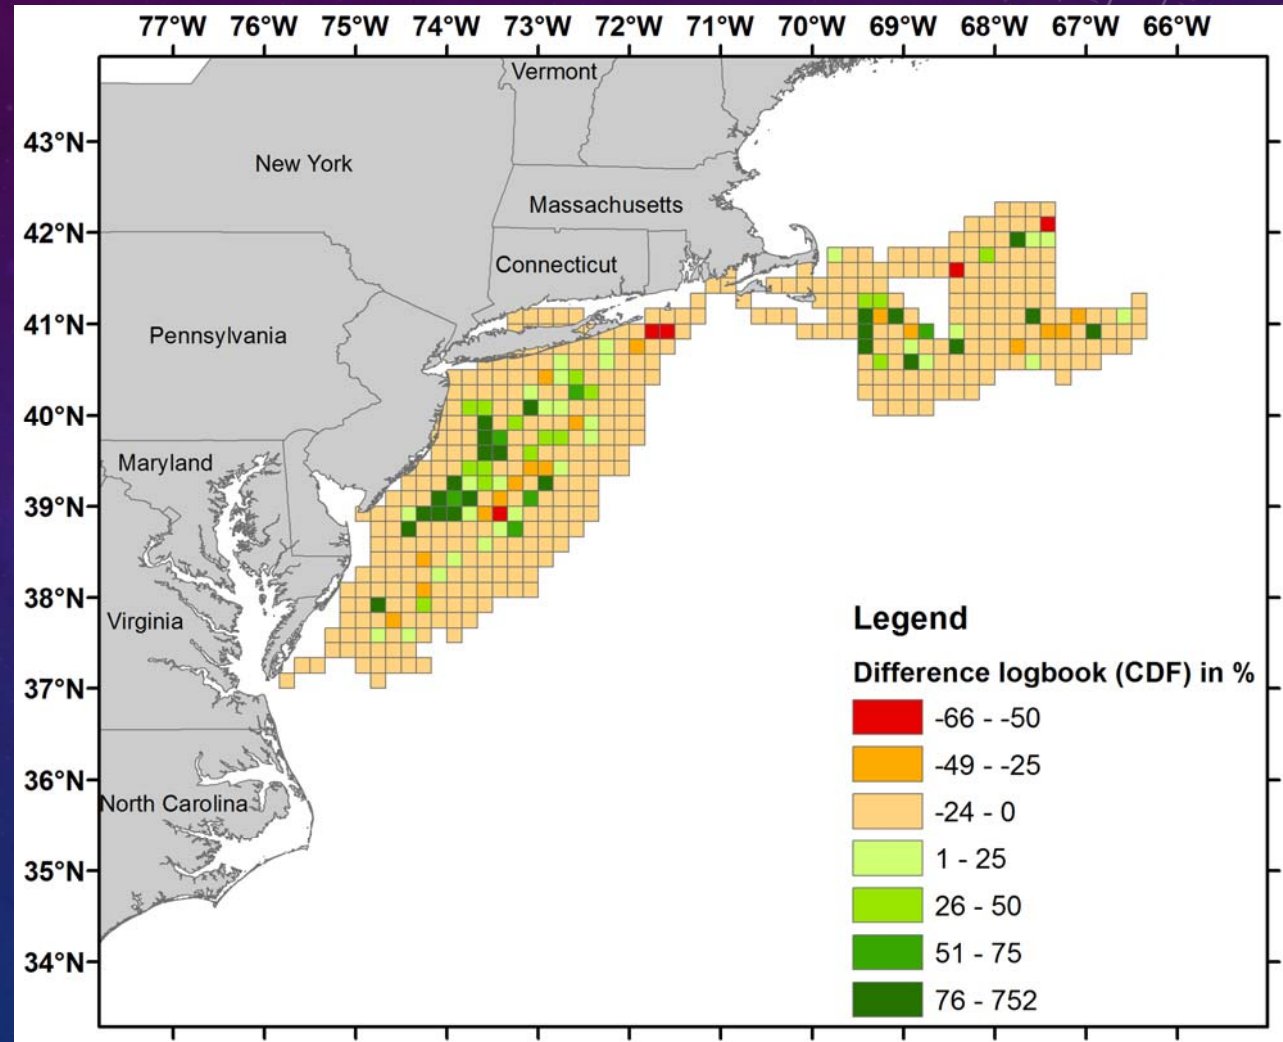 77°W 76°W 75°W 74°W 73°W 72°W 71°W 70°W 69°W 68°W 67°W 66°W
Vermont
43°N
New York
Massachusetts
42°N
Connecticut
41°N
Pennsylvania
40°N
Maryland
39°N
38°N
Virginia
37°N
36°N
North Carolina
35°N
34°N
Legend
Difference logbook (CDF) in %
-66 - -50
-49 - -25
-24 - 0
1 - 25
26 - 50
51 - 75
76 - 752